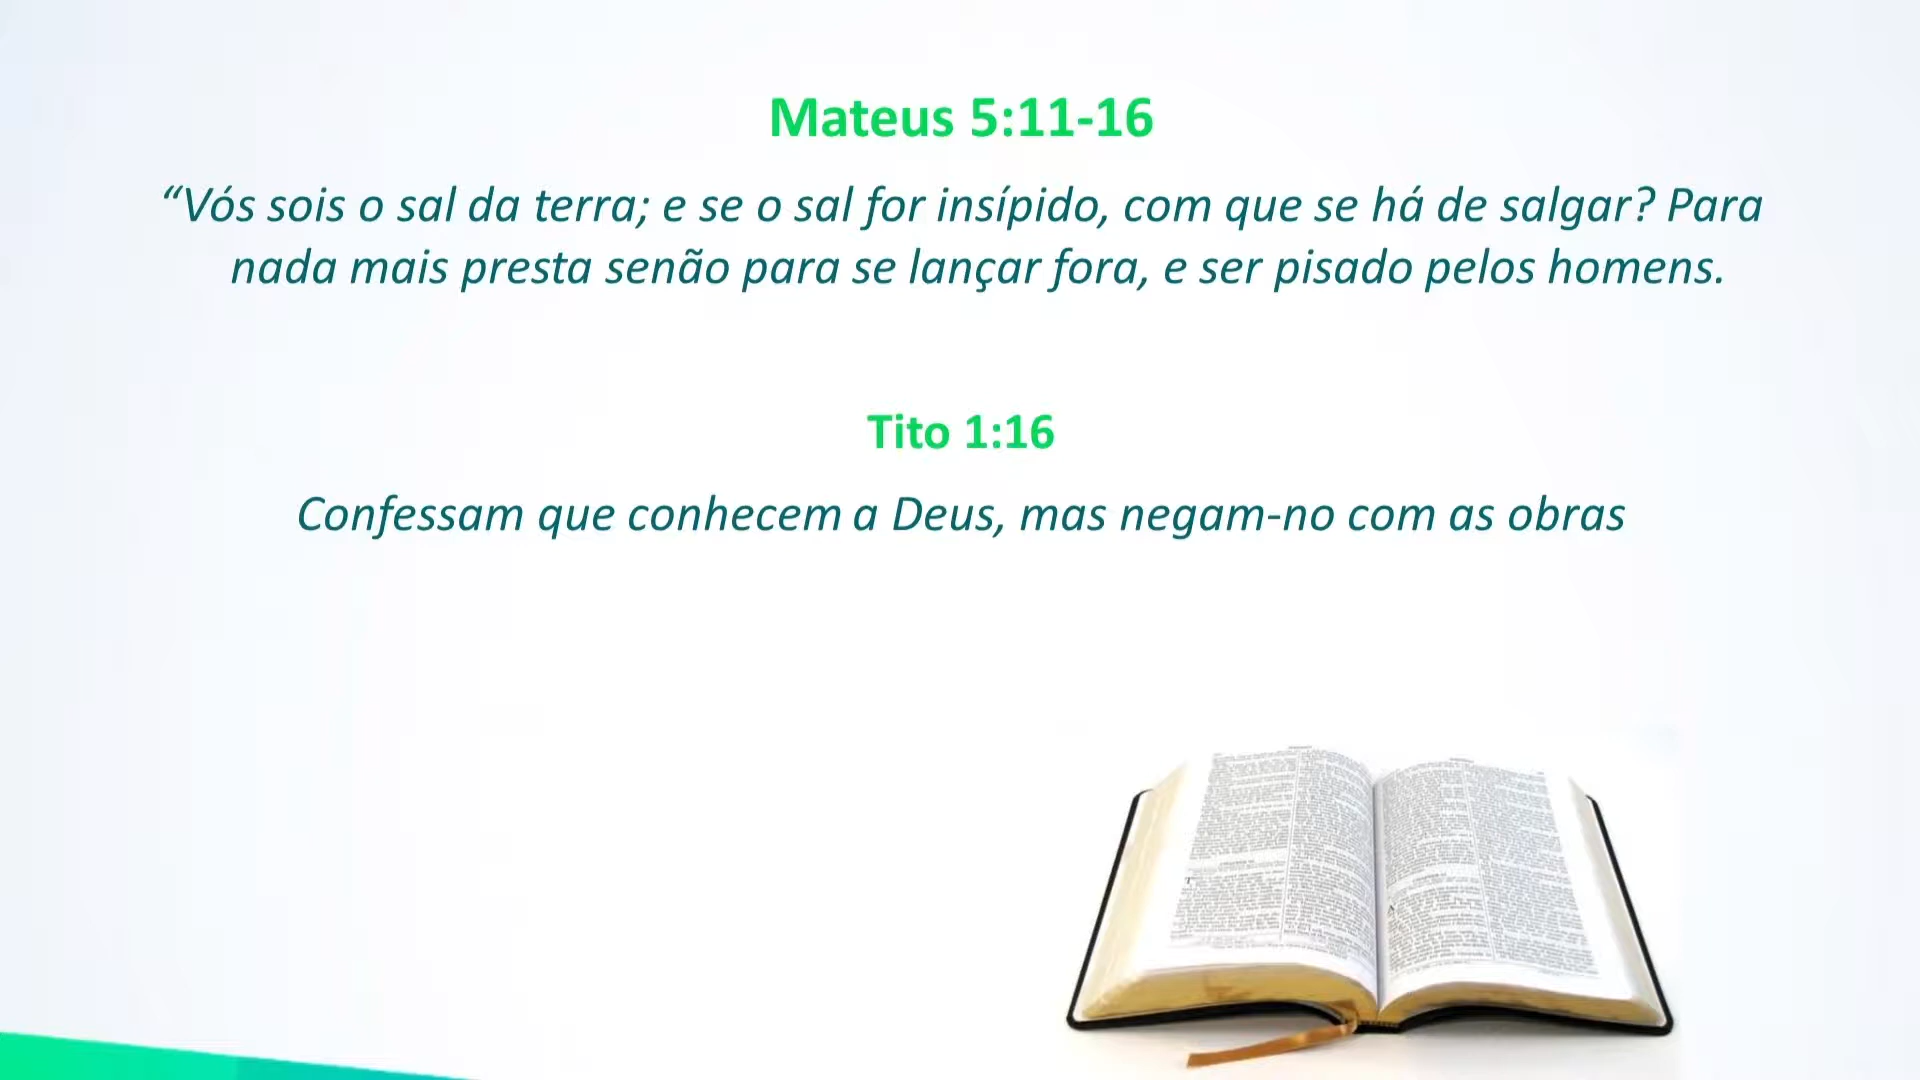 Mateus 5:11-16
“Vós sois o sal da terra; e se o sal for insípido, com que se há de salgar? Para
nada mais presta senão para se lançar fora, e ser pisado pelos homens.
Tito 1:16
Confessam que conhecem a Deus, mas negam-no com as obras